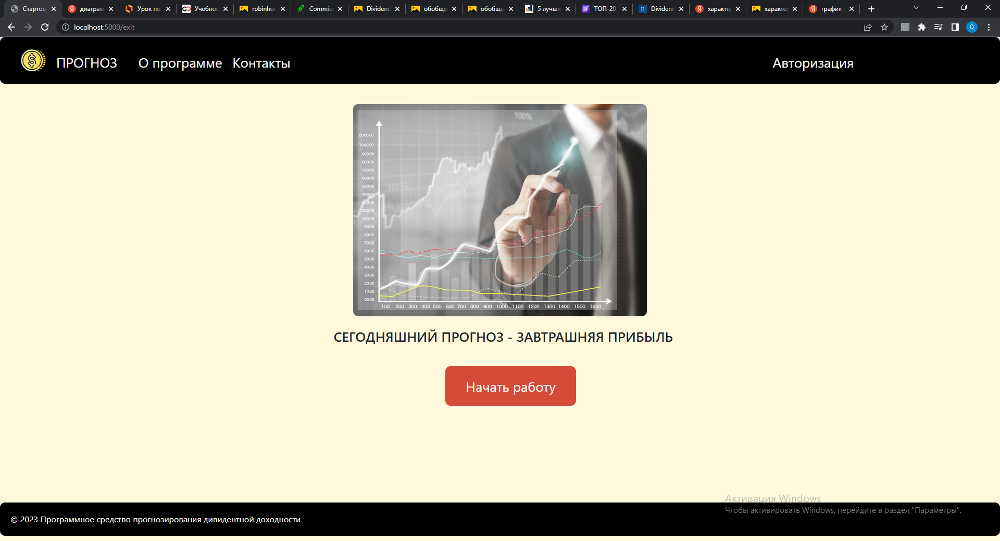 Стартова
диаграм
Урок по
Учебное
robinhoo
Commis
Dividend
обобще
обобще
5 лучши
ТОП-20
Dividend
характер
характер
график
localhost:5000/exit
Q
ПРОГНОЗ
О программе
Контакты
Авторизация
100%
30%
2000.00
1000.00
900.00
800.00
700.00
600.00
500.00
400.00
300.00
200.00
100.00
90.00
80.00
70.00
60.00
50.00
40.00
30.00
20.00
10.00
00.00
100 200 300 400 500 600 700 800 900 1000 1100 1200 1300 1400 1500 1600
СЕГОДНЯШНИЙ ПРОГНОЗ - ЗАВТРАШНЯЯ ПРИБЫЛЬ
Начать работу
Активация Windows
Чтобы активировать Windows, перейдите в раздел "Параметры".
© 2023 Программное средство прогнозирования дивидентной доходности